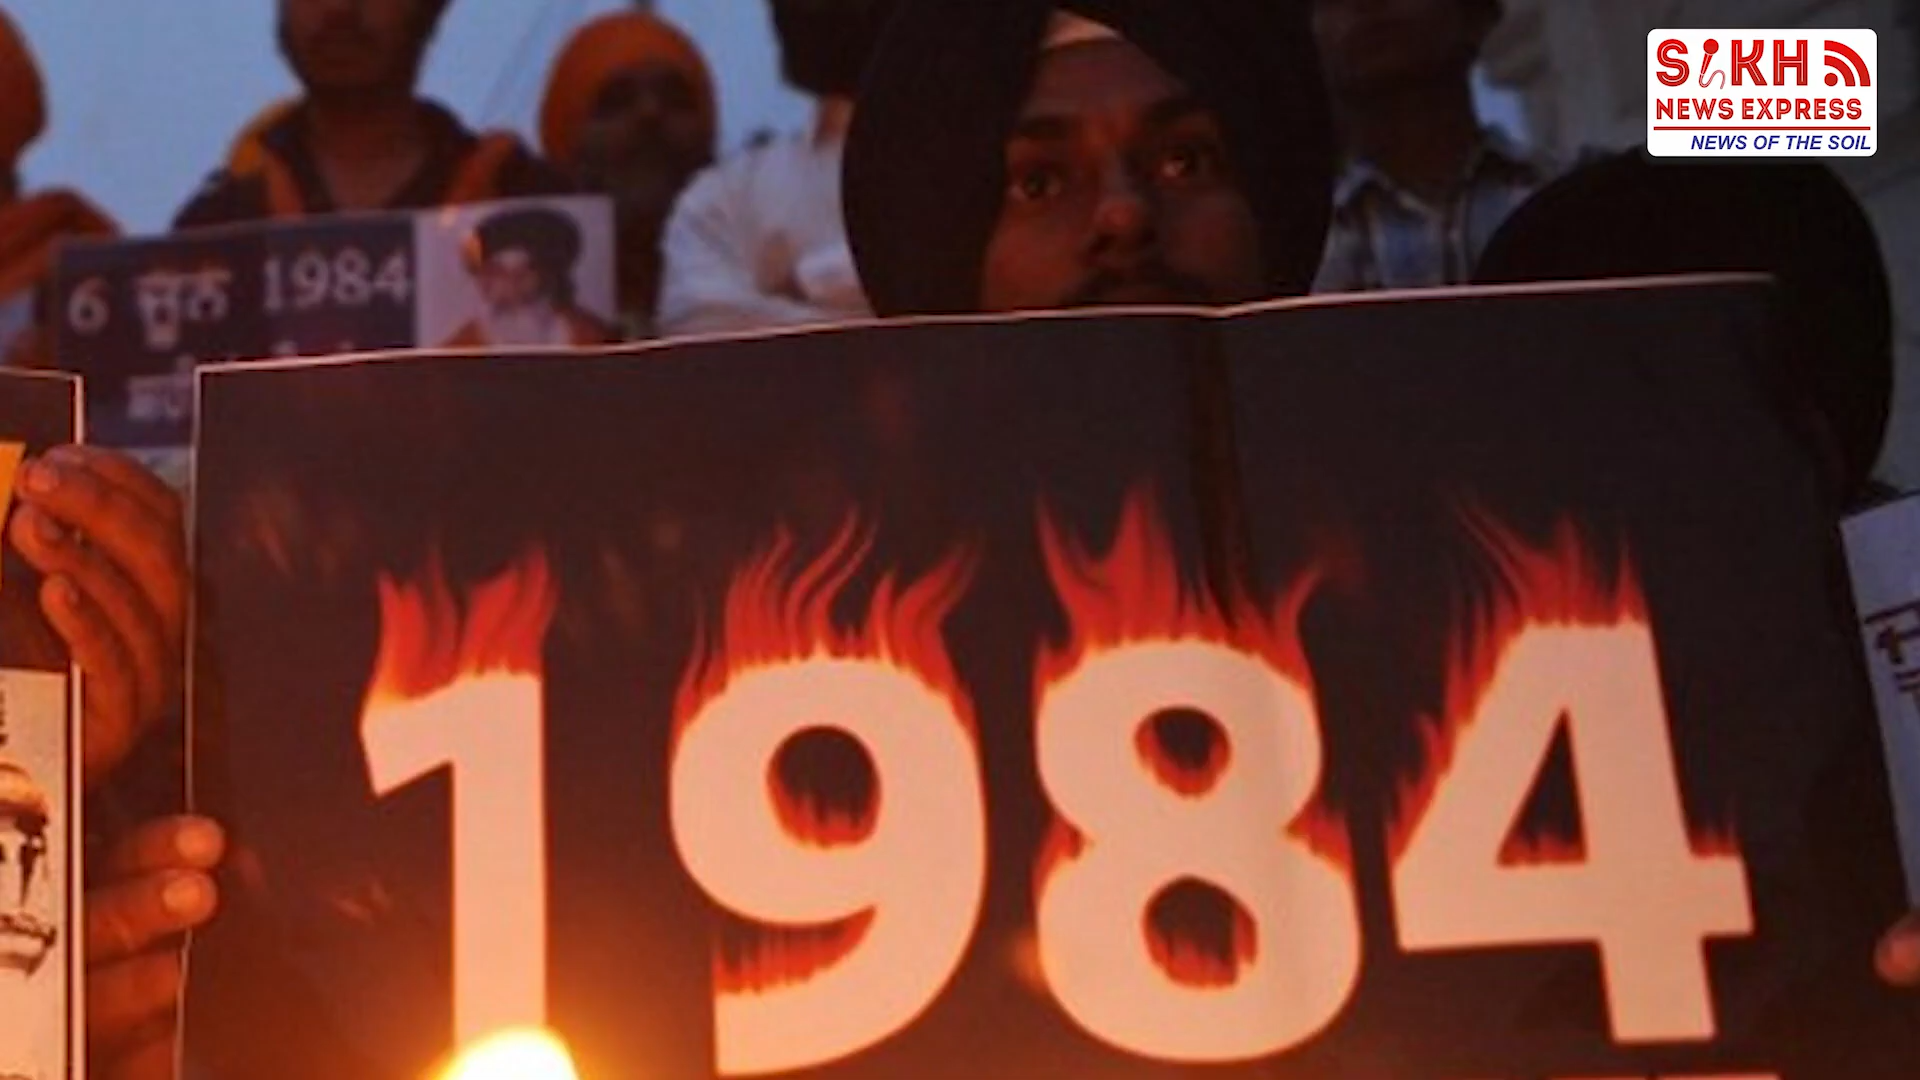 SIKH
NEWS EXPRESS
NEWS OF THE SOIL
6 ਜੂਨ 1984
1984